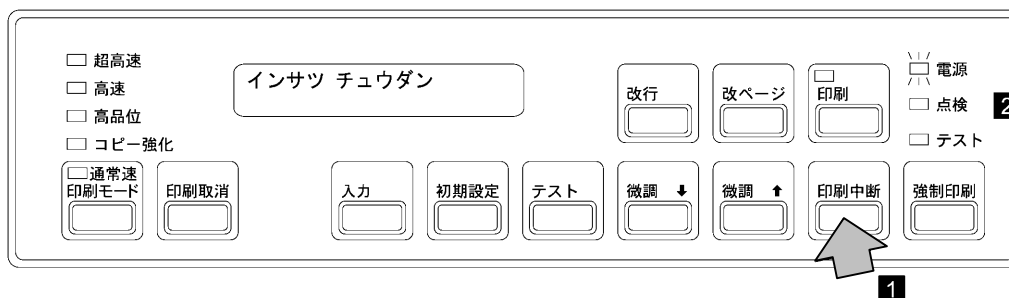 超高速
高速
高品位
コピー強化
通常速
印刷モード
印刷取消
インサツ チュウダン
入力
初期設定
テスト
改行
改ページ
印刷
微調 ⬇
微調 ⬆
印刷中断
強制印刷
電源
点検
テスト
1
2